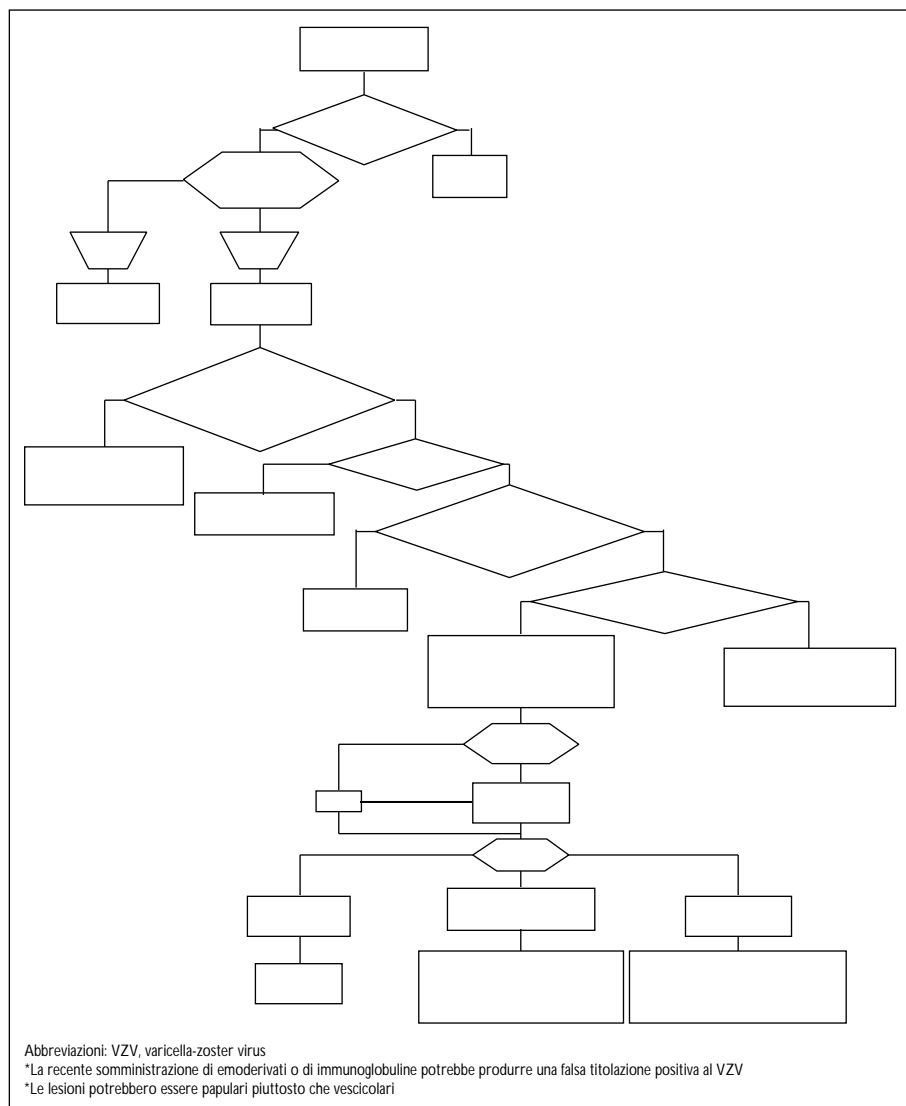 Abbreviazioni: VZV, varicella-zoster virus
*La recente somministrazione di emoderivati o di immunoglobuline potrebbe produrre una falsa titolazione positiva al VZV
*Le lesioni potrebbero essere papulari piuttosto che vescicolari